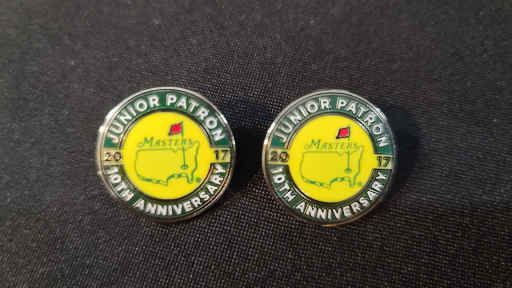 JUNIOR PATRON
MASTERS
20 17
10TH ANNIVERSARY
JUNIOR PATRON
MASTERS
20 17
10TH ANNIVERSARY